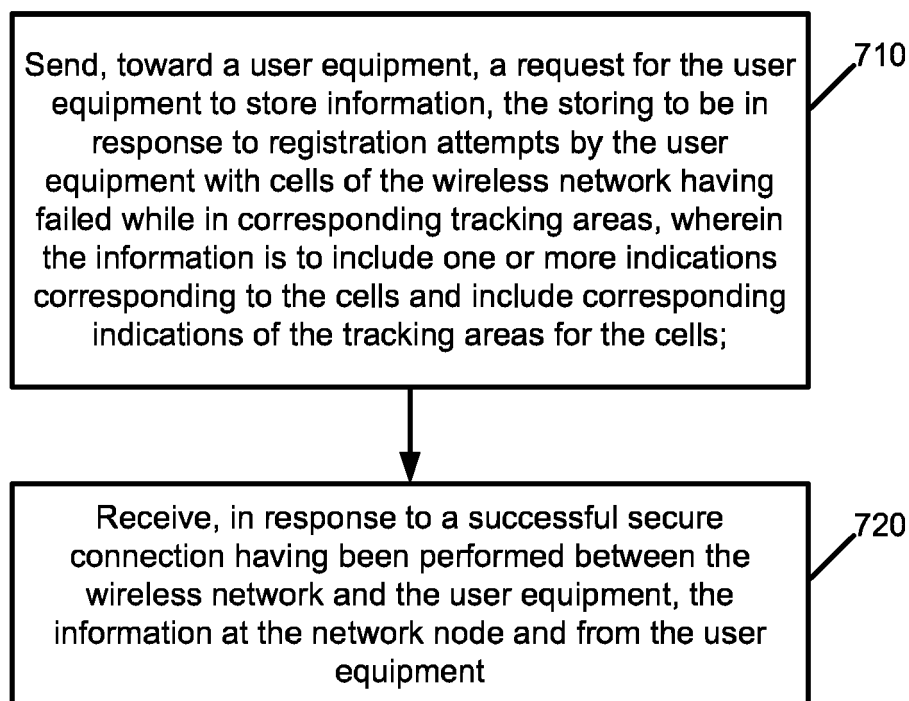 Send, toward a user equipment, a request for the user
equipment to store information, the storing to be in
response to registration attempts by the user
equipment with cells of the wireless network having
failed while in corresponding tracking areas, wherein
the information is to include one or more indications
corresponding to the cells and include corresponding
indications of the tracking areas for the cells;
710
Receive, in response to a successful secure
connection having been performed between the
wireless network and the user equipment, the
information at the network node and from the user
equipment
720